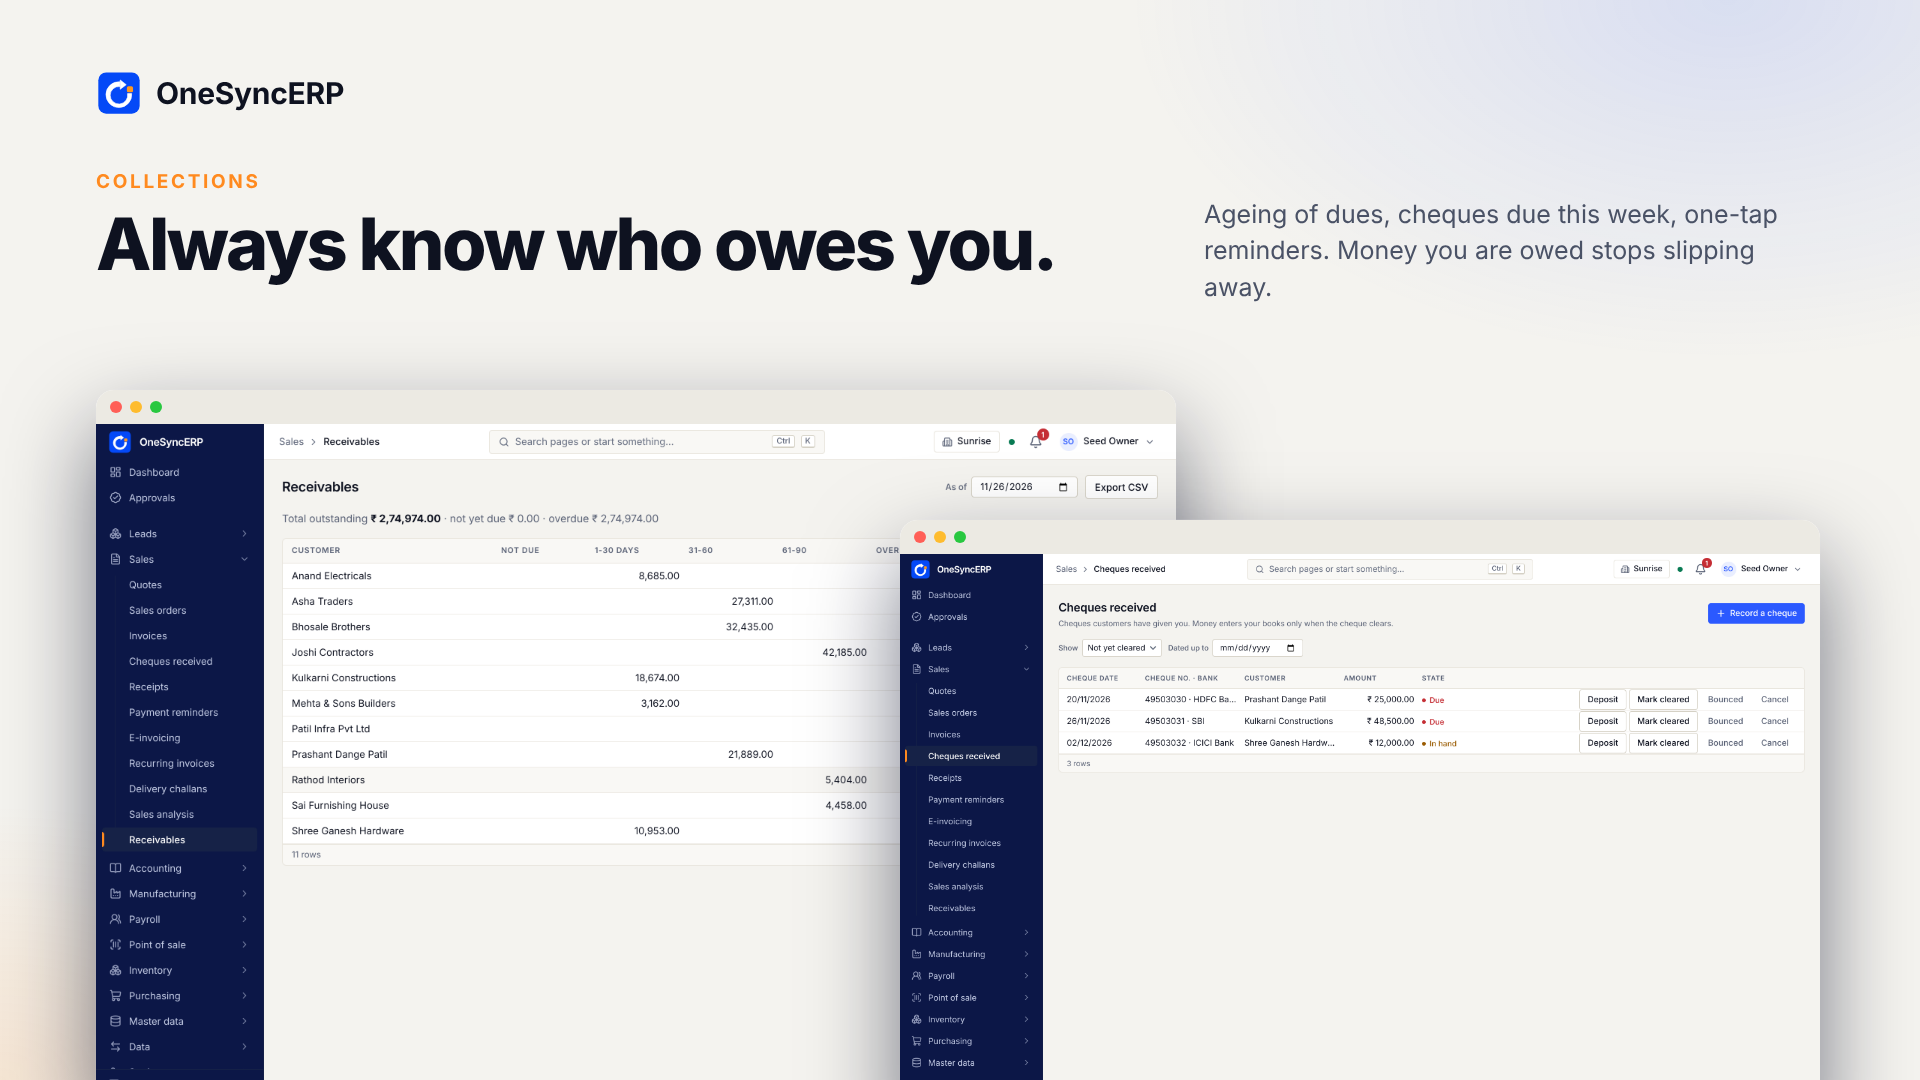 OneSyncERP
COLLECTIONS
Always know who owes you.
Ageing of dues, cheques due this week, one-tap
reminders. Money you are owed stops slipping
away.
OneSyncERP
Dashboard
Approvals
Leads
Sales
Quotes
Sales orders
Invoices
Cheques received
Receipts
Payment reminders
E-invoicing
Recurring invoices
Delivery challans
Sales analysis
Receivables
Accounting
Manufacturing
Payroll
Point of sale
Inventory
Purchasing
Master data
Data
Sales > Receivables
Search pages or start something... Ctrl K
Sunrise 1 SO Seed Owner
Receivables
As of 11/26/2026 Export CSV
Total outstanding ₹ 2,74,974.00 · not yet due ₹ 0.00 · overdue ₹ 2,74,974.00
CUSTOMER NOT DUE 1-30 DAYS 31-60 61-90 OVER
Anand Electricals 8,685.00
Asha Traders 27,311.00
Bhosale Brothers 32,435.00
Joshi Contractors 42,185.00
Kulkarni Constructions 18,674.00
Mehta & Sons Builders 3,162.00
Patil Infra Pvt Ltd
Prashant Dange Patil 21,889.00
Rathod Interiors 5,404.00
Sai Furnishing House 4,458.00
Shree Ganesh Hardware 10,953.00
11 rows
OneSyncERP
Dashboard
Approvals
Leads
Sales
Quotes
Sales orders
Invoices
Cheques received
Receipts
Payment reminders
E-invoicing
Recurring invoices
Delivery challans
Sales analysis
Receivables
Accounting
Manufacturing
Payroll
Point of sale
Inventory
Purchasing
Master data
Sales > Cheques received
Search pages or start something... Ctrl K
Sunrise 1 SO Seed Owner
Cheques received
Cheques customers have given you. Money enters your books only when the cheque clears.
+ Record a cheque
Show Not yet cleared Dated up to mm/dd/yyyy
CHEQUE DATE CHEQUE NO. · BANK CUSTOMER AMOUNT STATE
20/11/2026 49503030 · HDFC Ba... Prashant Dange Patil ₹ 25,000.00 Due Deposit Mark cleared Bounced Cancel
26/11/2026 49503031 · SBI Kulkarni Constructions ₹ 48,500.00 Due Deposit Mark cleared Bounced Cancel
02/12/2026 49503032 · ICICI Bank Shree Ganesh Hardw... ₹ 12,000.00 In hand Deposit Mark cleared Bounced Cancel
3 rows